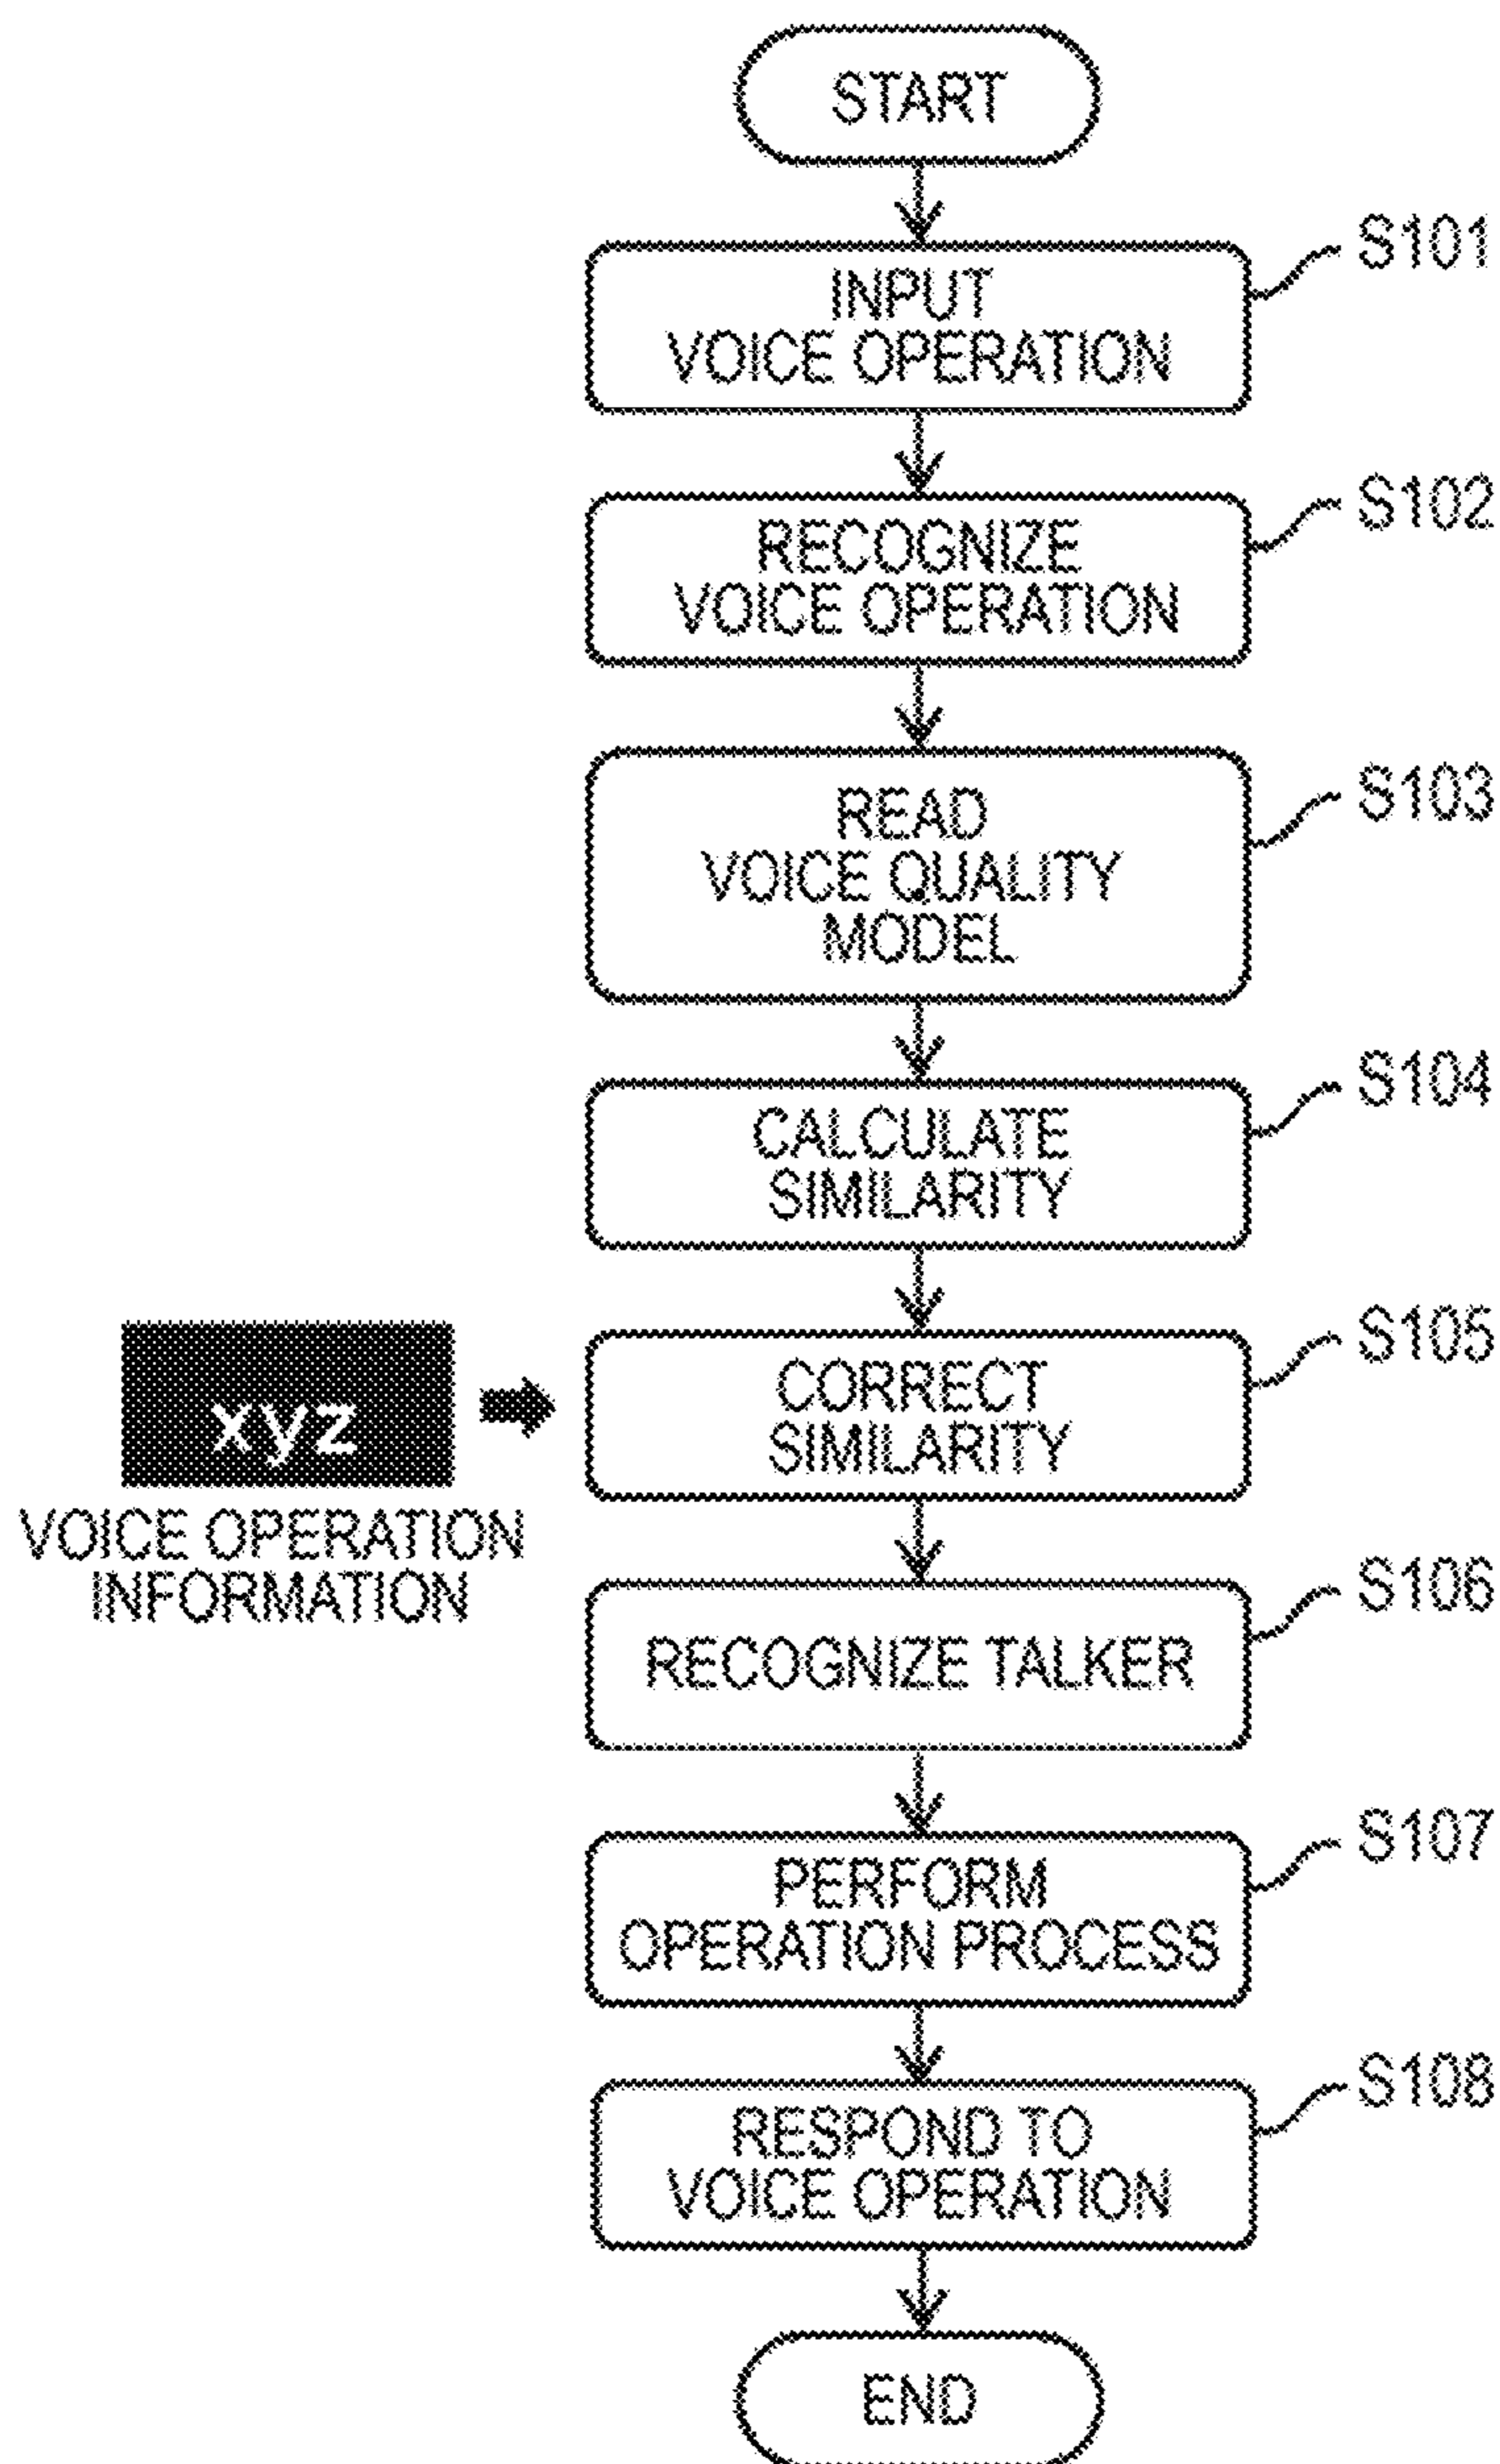 START
S101
INPUT
VOICE OPERATION
S102
RECOGNIZE
VOICE OPERATION
S103
READ
VOICE QUALITY
MODEL
S104
CALCULATE
SIMILARITY
S105
CORRECT
SIMILARITY
xyz
VOICE OPERATION
INFORMATION
S106
RECOGNIZE TALKER
S107
PERFORM
OPERATION PROCESS
S108
RESPOND TO
VOICE OPERATION
END